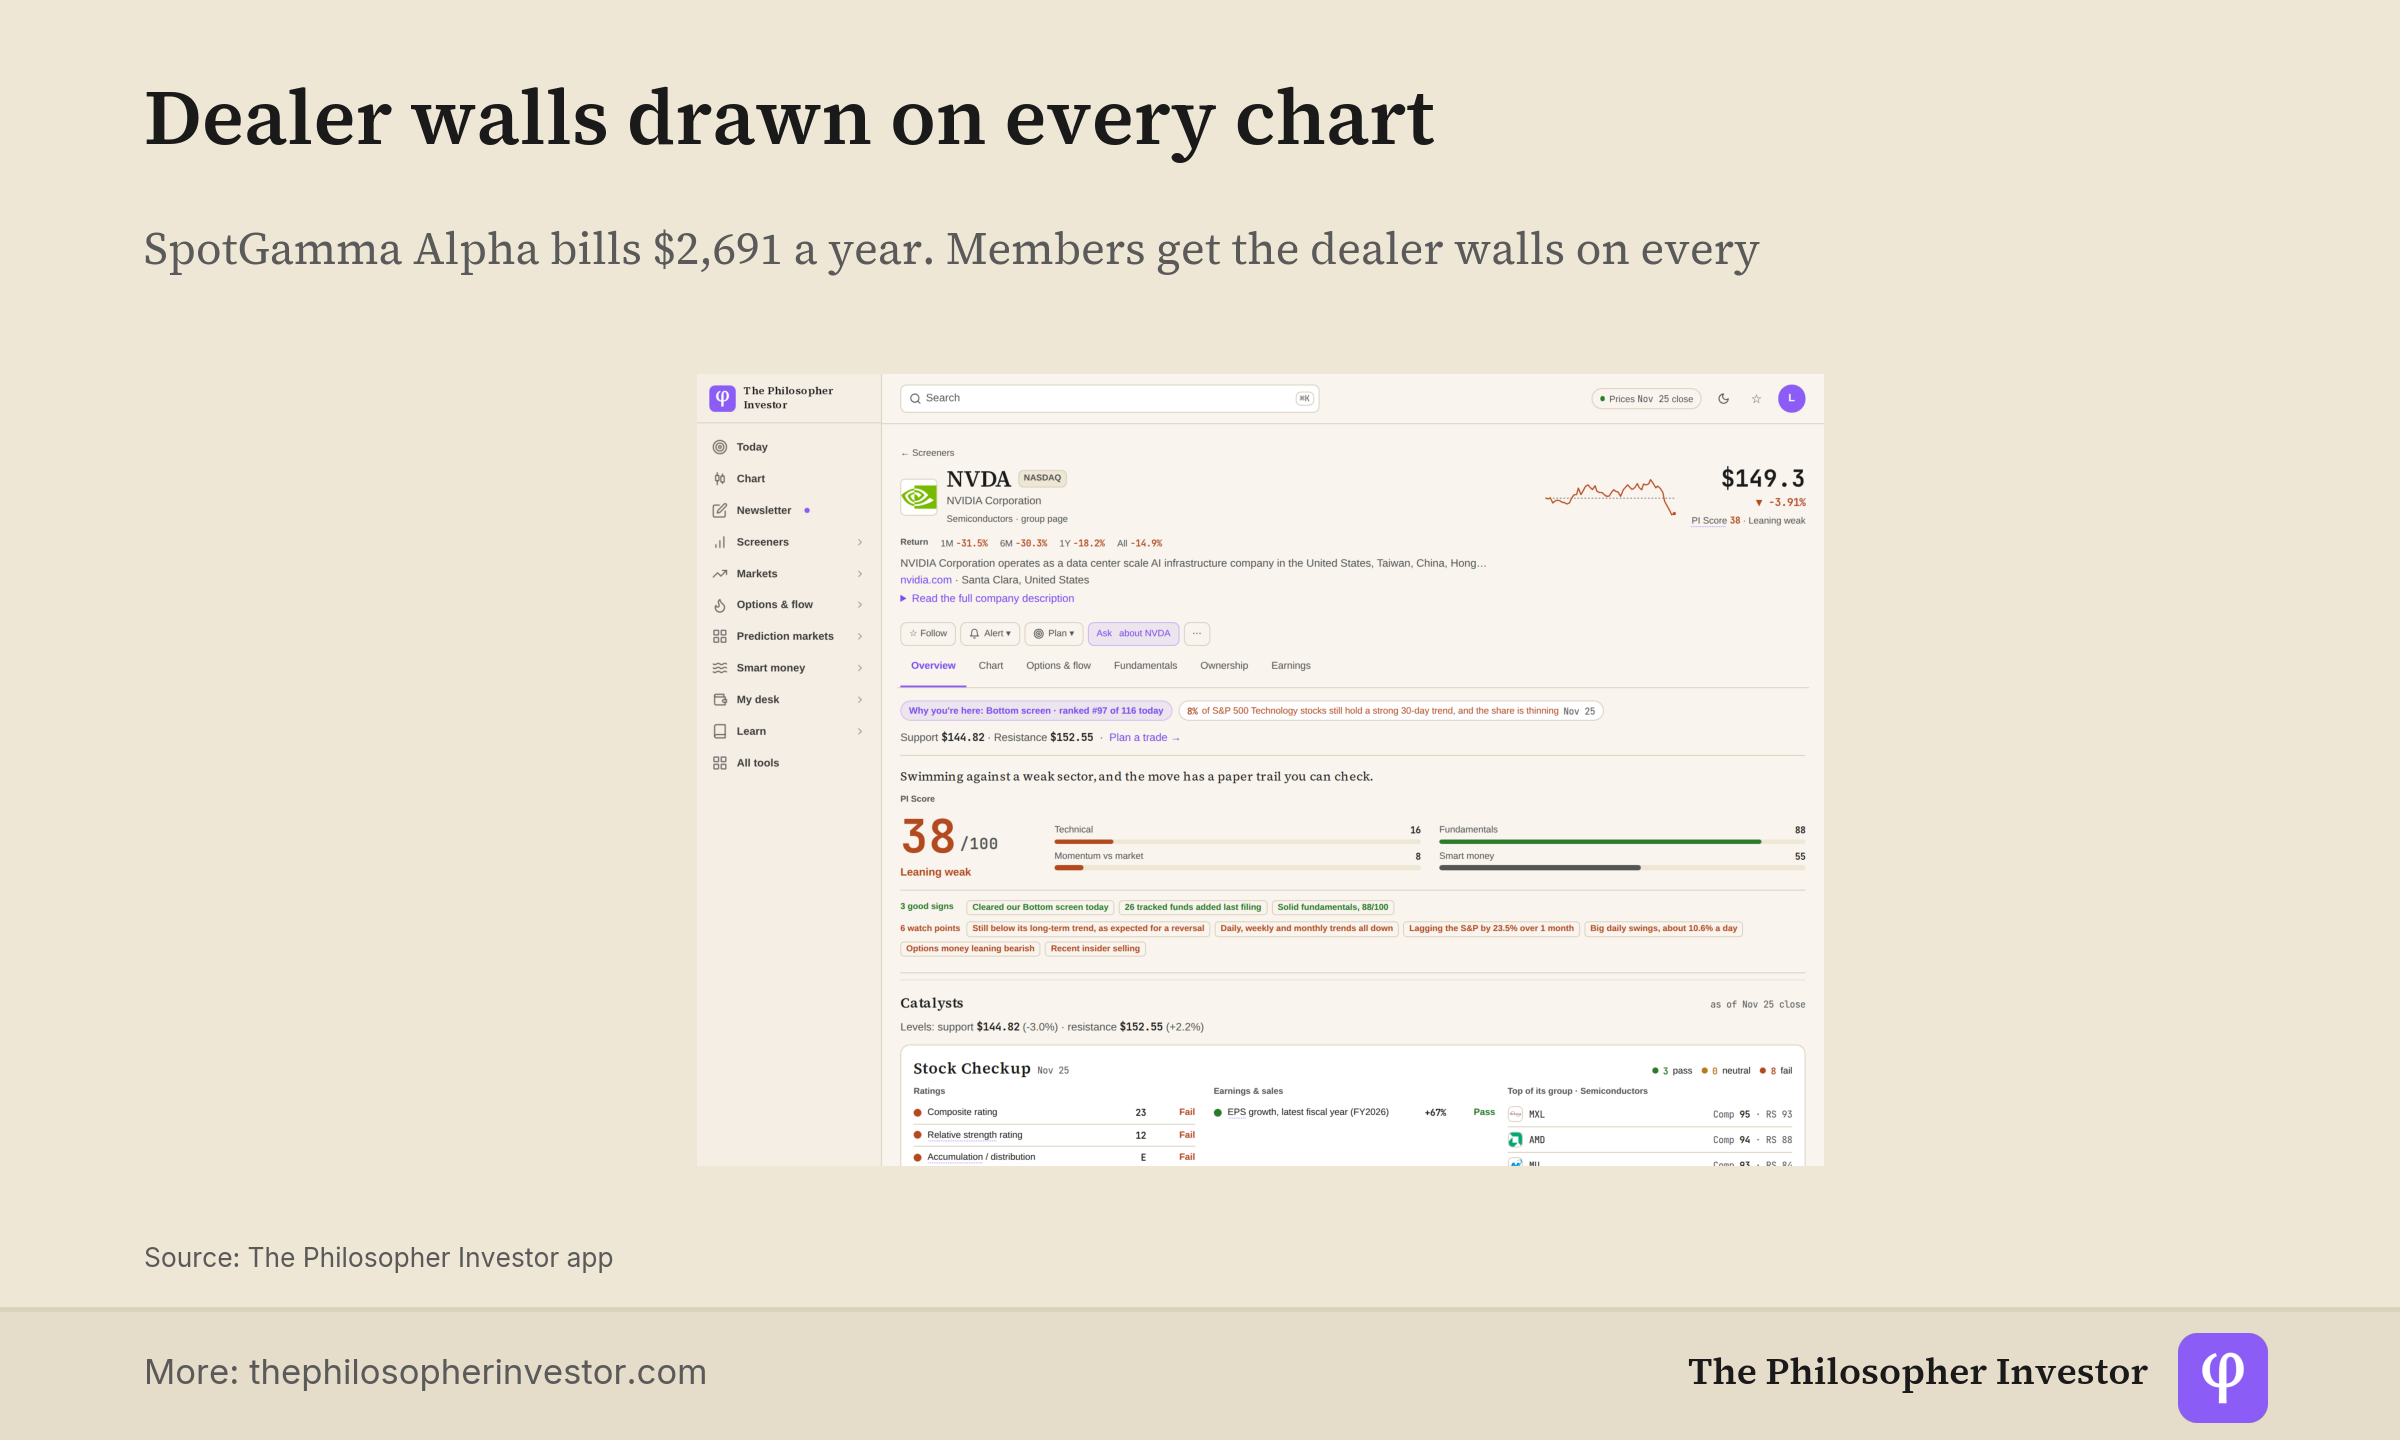 Dealer walls drawn on every chart
SpotGamma Alpha bills $2,691 a year. Members get the dealer walls on every
The Philosopher
Investor
Search
⌘K
Prices Nov 25 close
L
Today
Chart
Newsletter
Screeners
Markets
Options & flow
Prediction markets
Smart money
My desk
Learn
All tools
← Screeners
NVDA NASDAQ
NVIDIA Corporation
Semiconductors · group page
$149.3
▼ -3.91%
PI Score 38 · Leaning weak
Return 1M -31.5% 6M -30.3% 1Y -18.2% All -14.9%
NVIDIA Corporation operates as a data center scale AI infrastructure company in the United States, Taiwan, China, Hong…
nvidia.com · Santa Clara, United States
▶ Read the full company description
☆ Follow Alert ▾ Plan ▾ Ask about NVDA ···
Overview Chart Options & flow Fundamentals Ownership Earnings
Why you're here: Bottom screen · ranked #97 of 116 today 8% of S&P 500 Technology stocks still hold a strong 30-day trend, and the share is thinning Nov 25
Support $144.82 · Resistance $152.55 · Plan a trade →
Swimming against a weak sector, and the move has a paper trail you can check.
PI Score
38 /100
Leaning weak
Technical 16
Fundamentals 88
Momentum vs market 8
Smart money 55
3 good signs Cleared our Bottom screen today 26 tracked funds added last filing Solid fundamentals, 88/100
6 watch points Still below its long-term trend, as expected for a reversal Daily, weekly and monthly trends all down Lagging the S&P by 23.5% over 1 month Big daily swings, about 10.6% a day
Options money leaning bearish Recent insider selling
Catalysts as of Nov 25 close
Levels: support $144.82 (-3.0%) · resistance $152.55 (+2.2%)
Stock Checkup Nov 25 3 pass 0 neutral 8 fail
Ratings Earnings & sales Top of its group · Semiconductors
Composite rating 23 Fail EPS growth, latest fiscal year (FY2026) +67% Pass MXL Comp 95 · RS 93
Relative strength rating 12 Fail AMD Comp 94 · RS 88
Accumulation / distribution E Fail MU Comp 93 · RS 84
Source: The Philosopher Investor app
More: thephilosopherinvestor.com
The Philosopher Investor φ